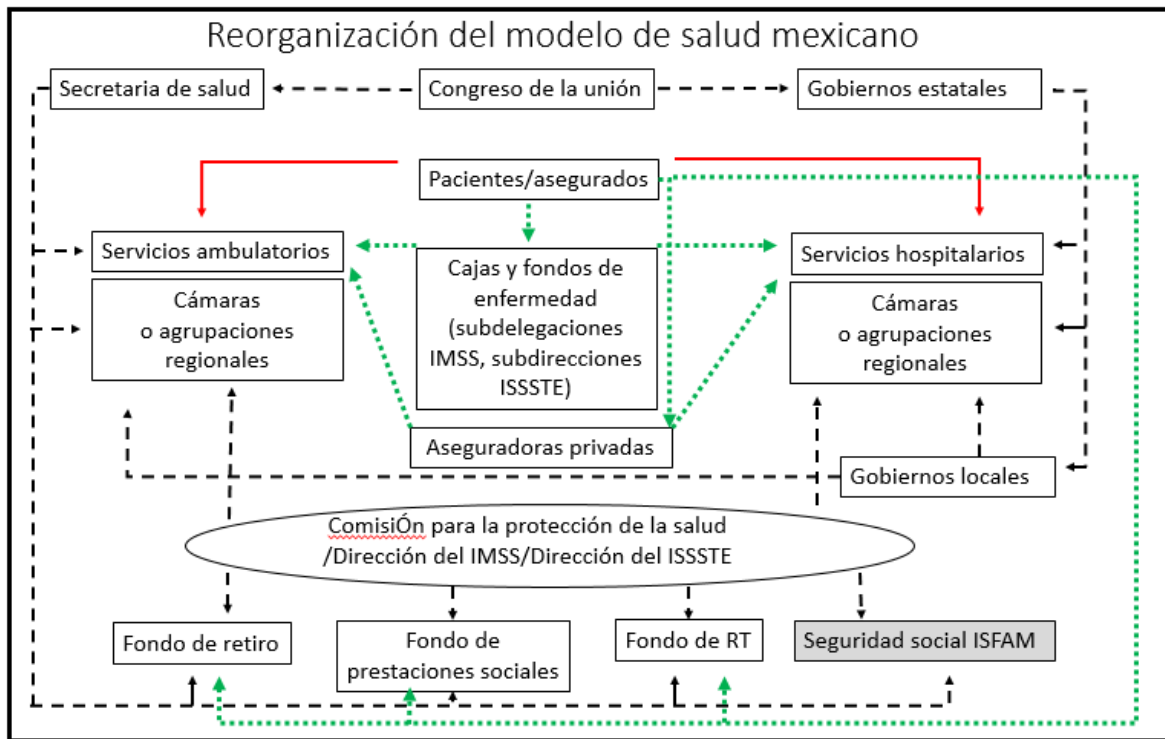 Reorganización del modelo de salud mexicano
Secretaria de salud
Congreso de la unión
Gobiernos estatales
Pacientes/asegurados
Servicios ambulatorios
Cámaras
o agrupaciones
regionales
Cajas y fondos de
enfermedad
(subdelegaciones
IMSS, subdirecciones
ISSSTE)
Servicios hospitalarios
Cámaras
o agrupaciones
regionales
Aseguradoras privadas
Gobiernos locales
ComisiÓn para la protección de la salud
/Dirección del IMSS/Dirección del ISSSTE
Fondo de retiro
Fondo de
prestaciones sociales
Fondo de RT
Seguridad social ISFAM